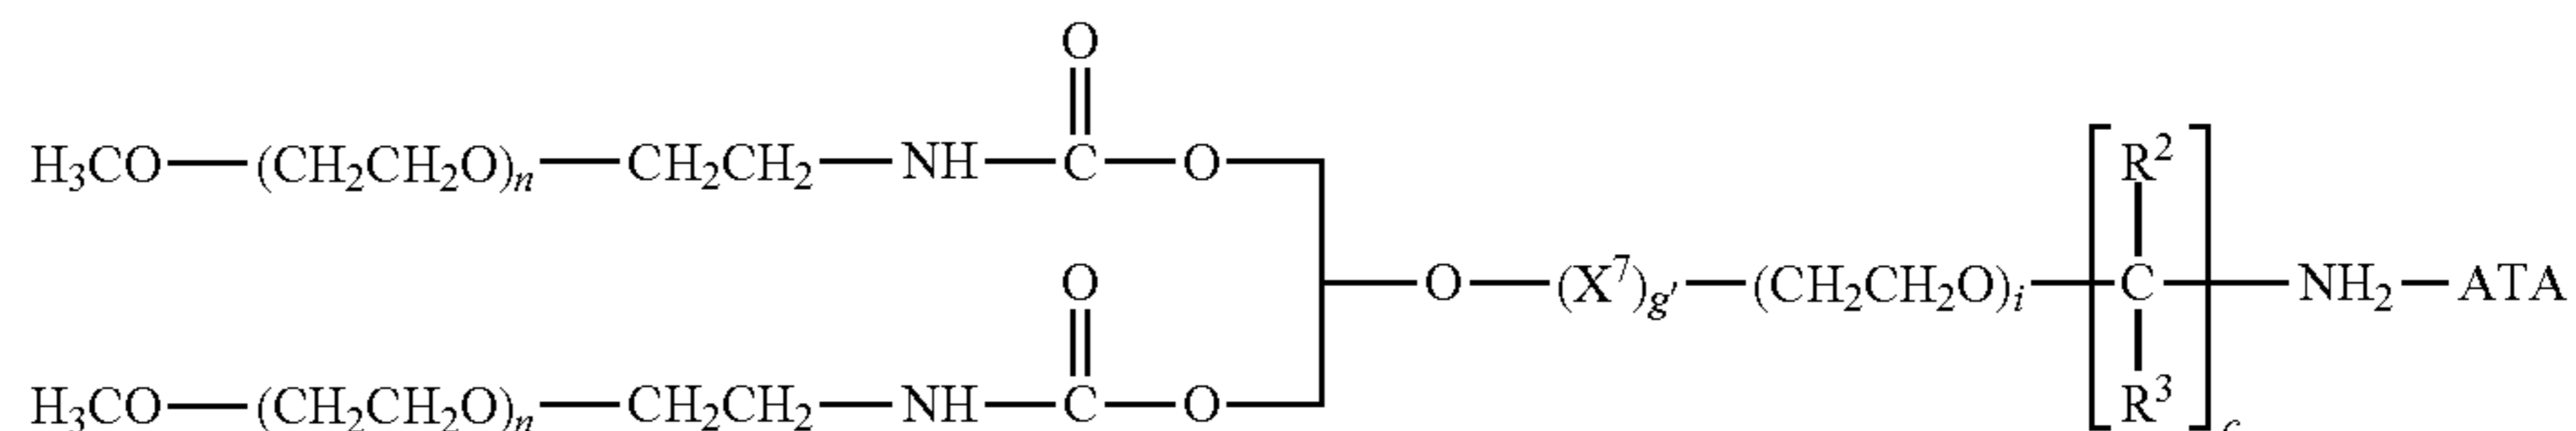 O
H₃CO—(CH₂CH₂O)ₙ—CH₂CH₂—NH—C—O
R²
O—(X⁷)g'—(CH₂CH₂O)ᵢ—C—NH₂—ATA
O
R³
H₃CO—(CH₂CH₂O)ₙ—CH₂CH₂—NH—C—O
c